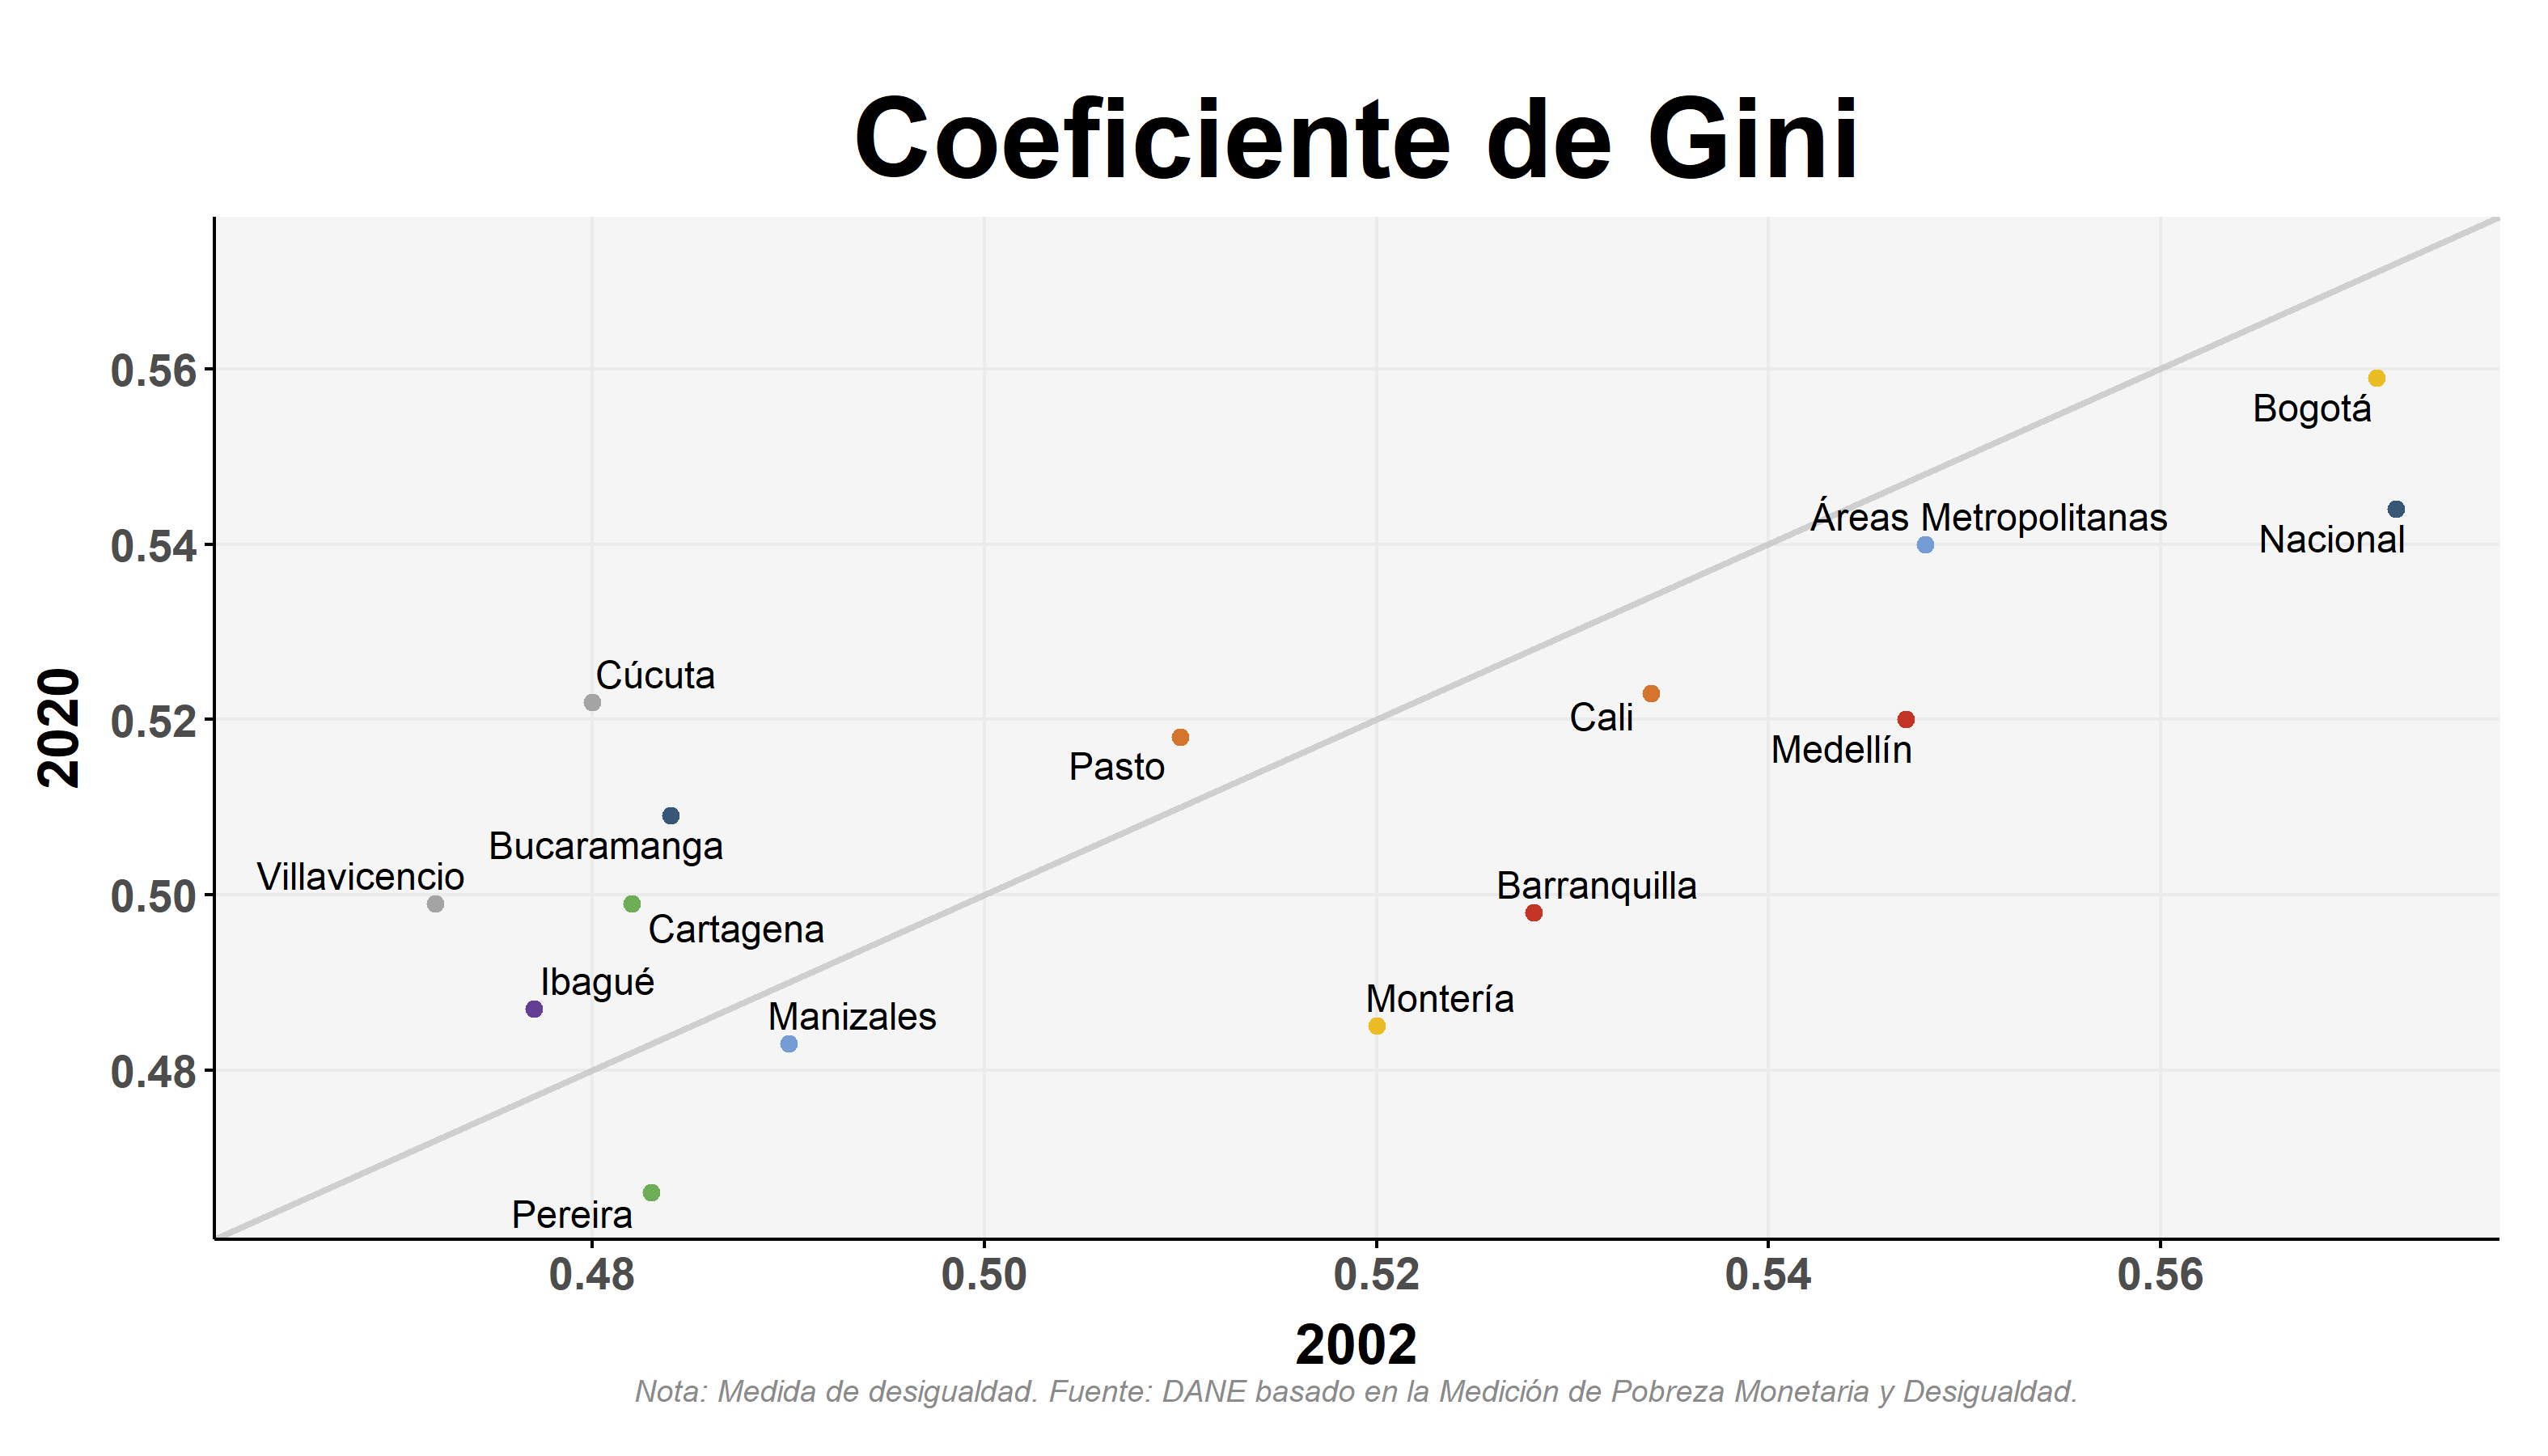 Coeficiente de Gini
0.56
Bogotá
Áreas Metropolitanas
Nacional
0.54
Cúcuta
2020
0.52
Cali
Pasto
Medellín
Bucaramanga
Villavicencio
Barranquilla
0.50
Cartagena
Ibagué
Montería
Manizales
0.48
Pereira
0.48 0.50 0.52 0.54 0.56
2002
Nota: Medida de desigualdad. Fuente: DANE basado en la Medición de Pobreza Monetaria y Desigualdad.